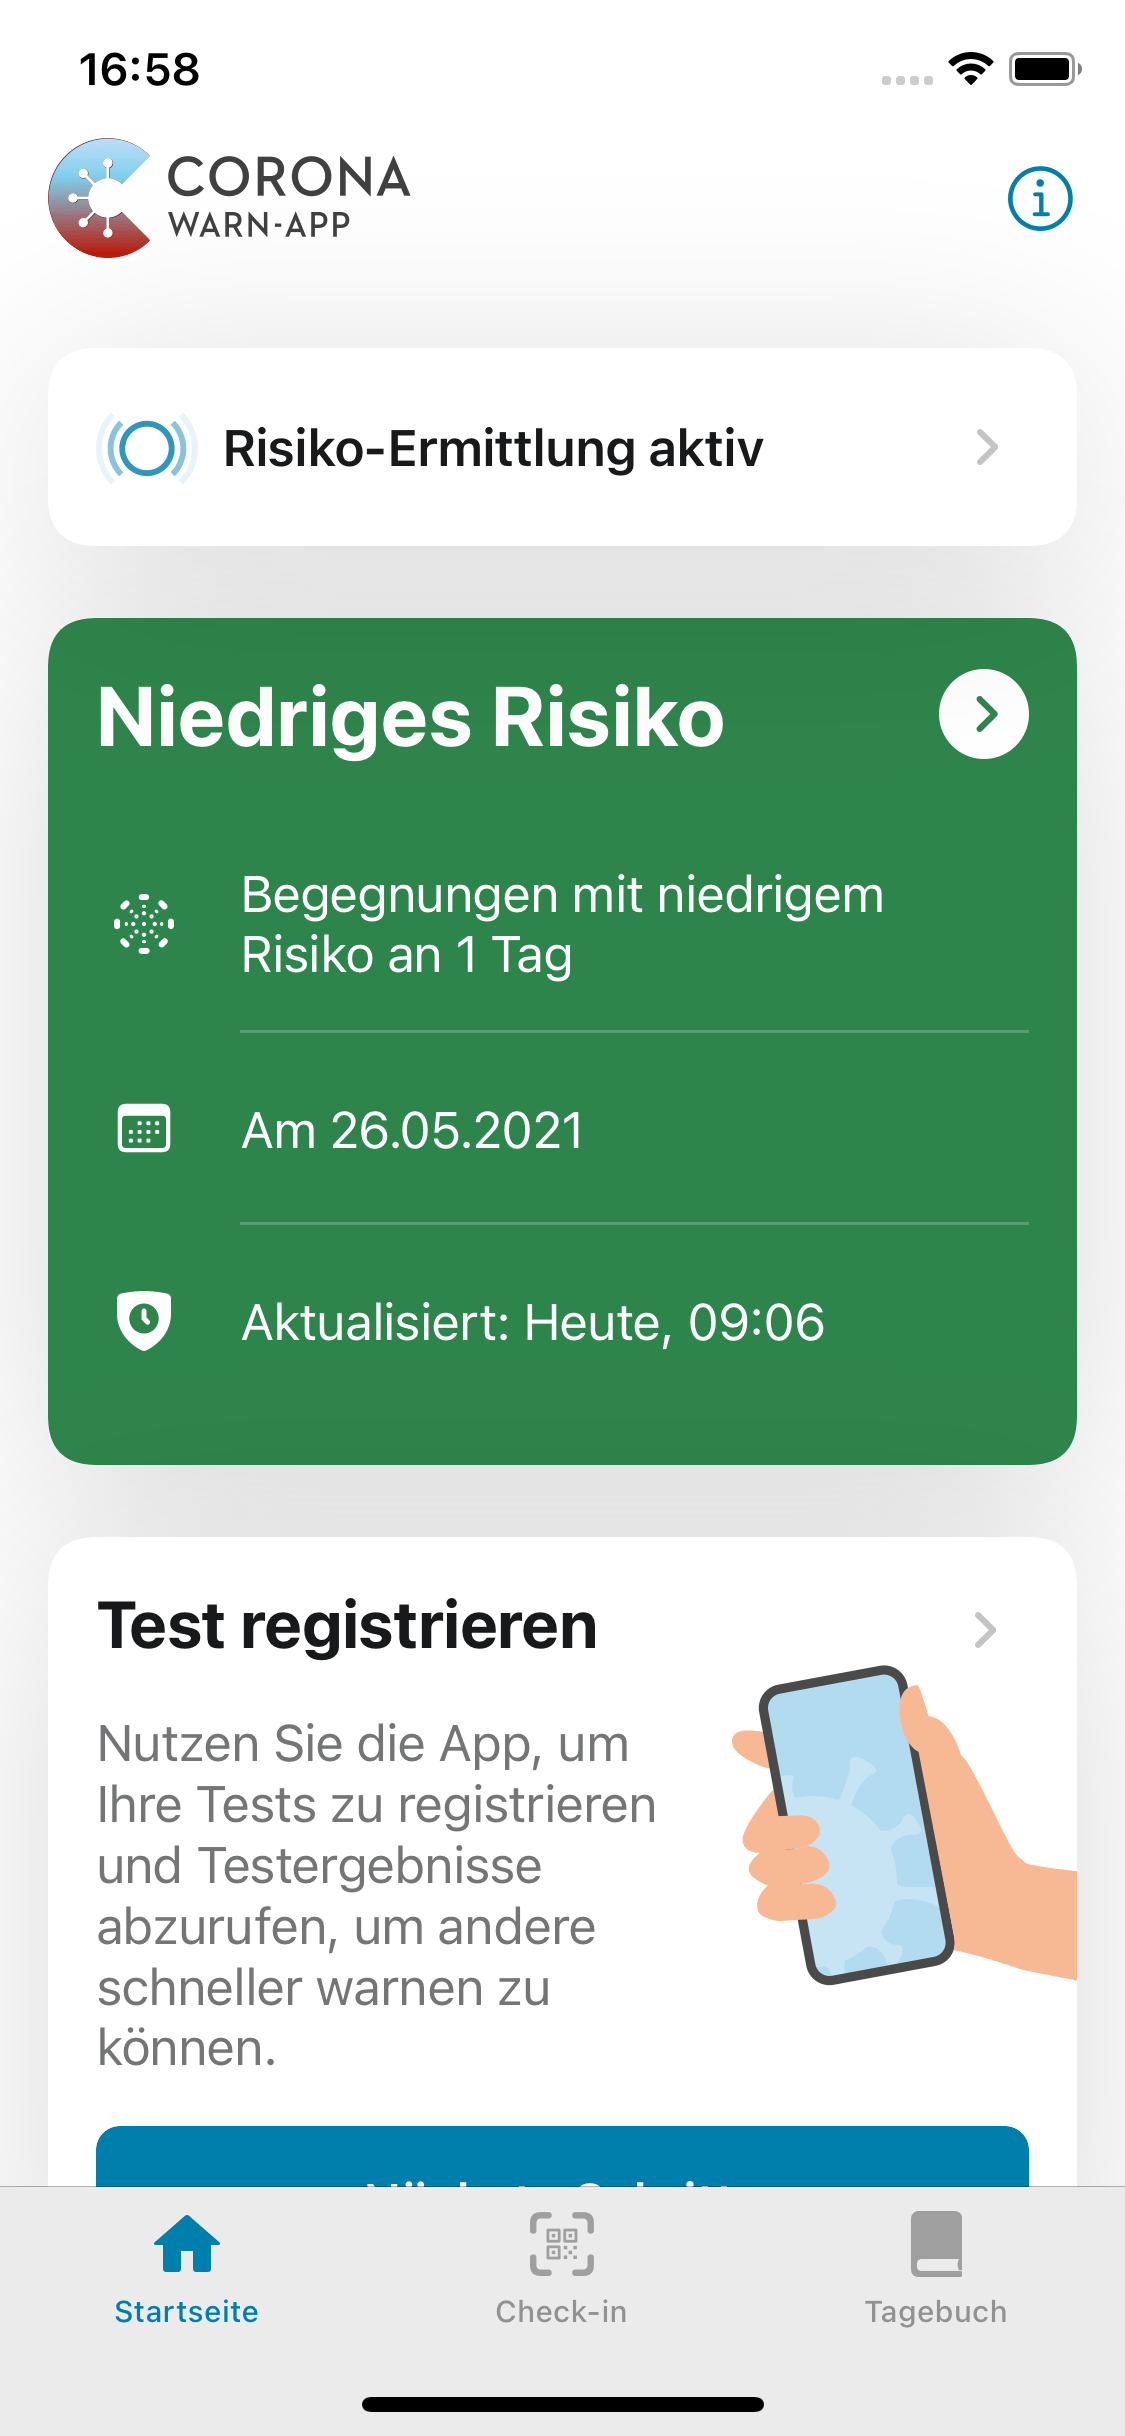 16:58
CORONA
WARN-APP
Risiko-Ermittlung aktiv
Niedriges Risiko
Begegnungen mit niedrigem
Risiko an 1 Tag
Am 26.05.2021
Aktualisiert: Heute, 09:06
Test registrieren
Nutzen Sie die App, um
Ihre Tests zu registrieren
und Testergebnisse
abzurufen, um andere
schneller warnen zu
können.
Startseite
Check-in
Tagebuch